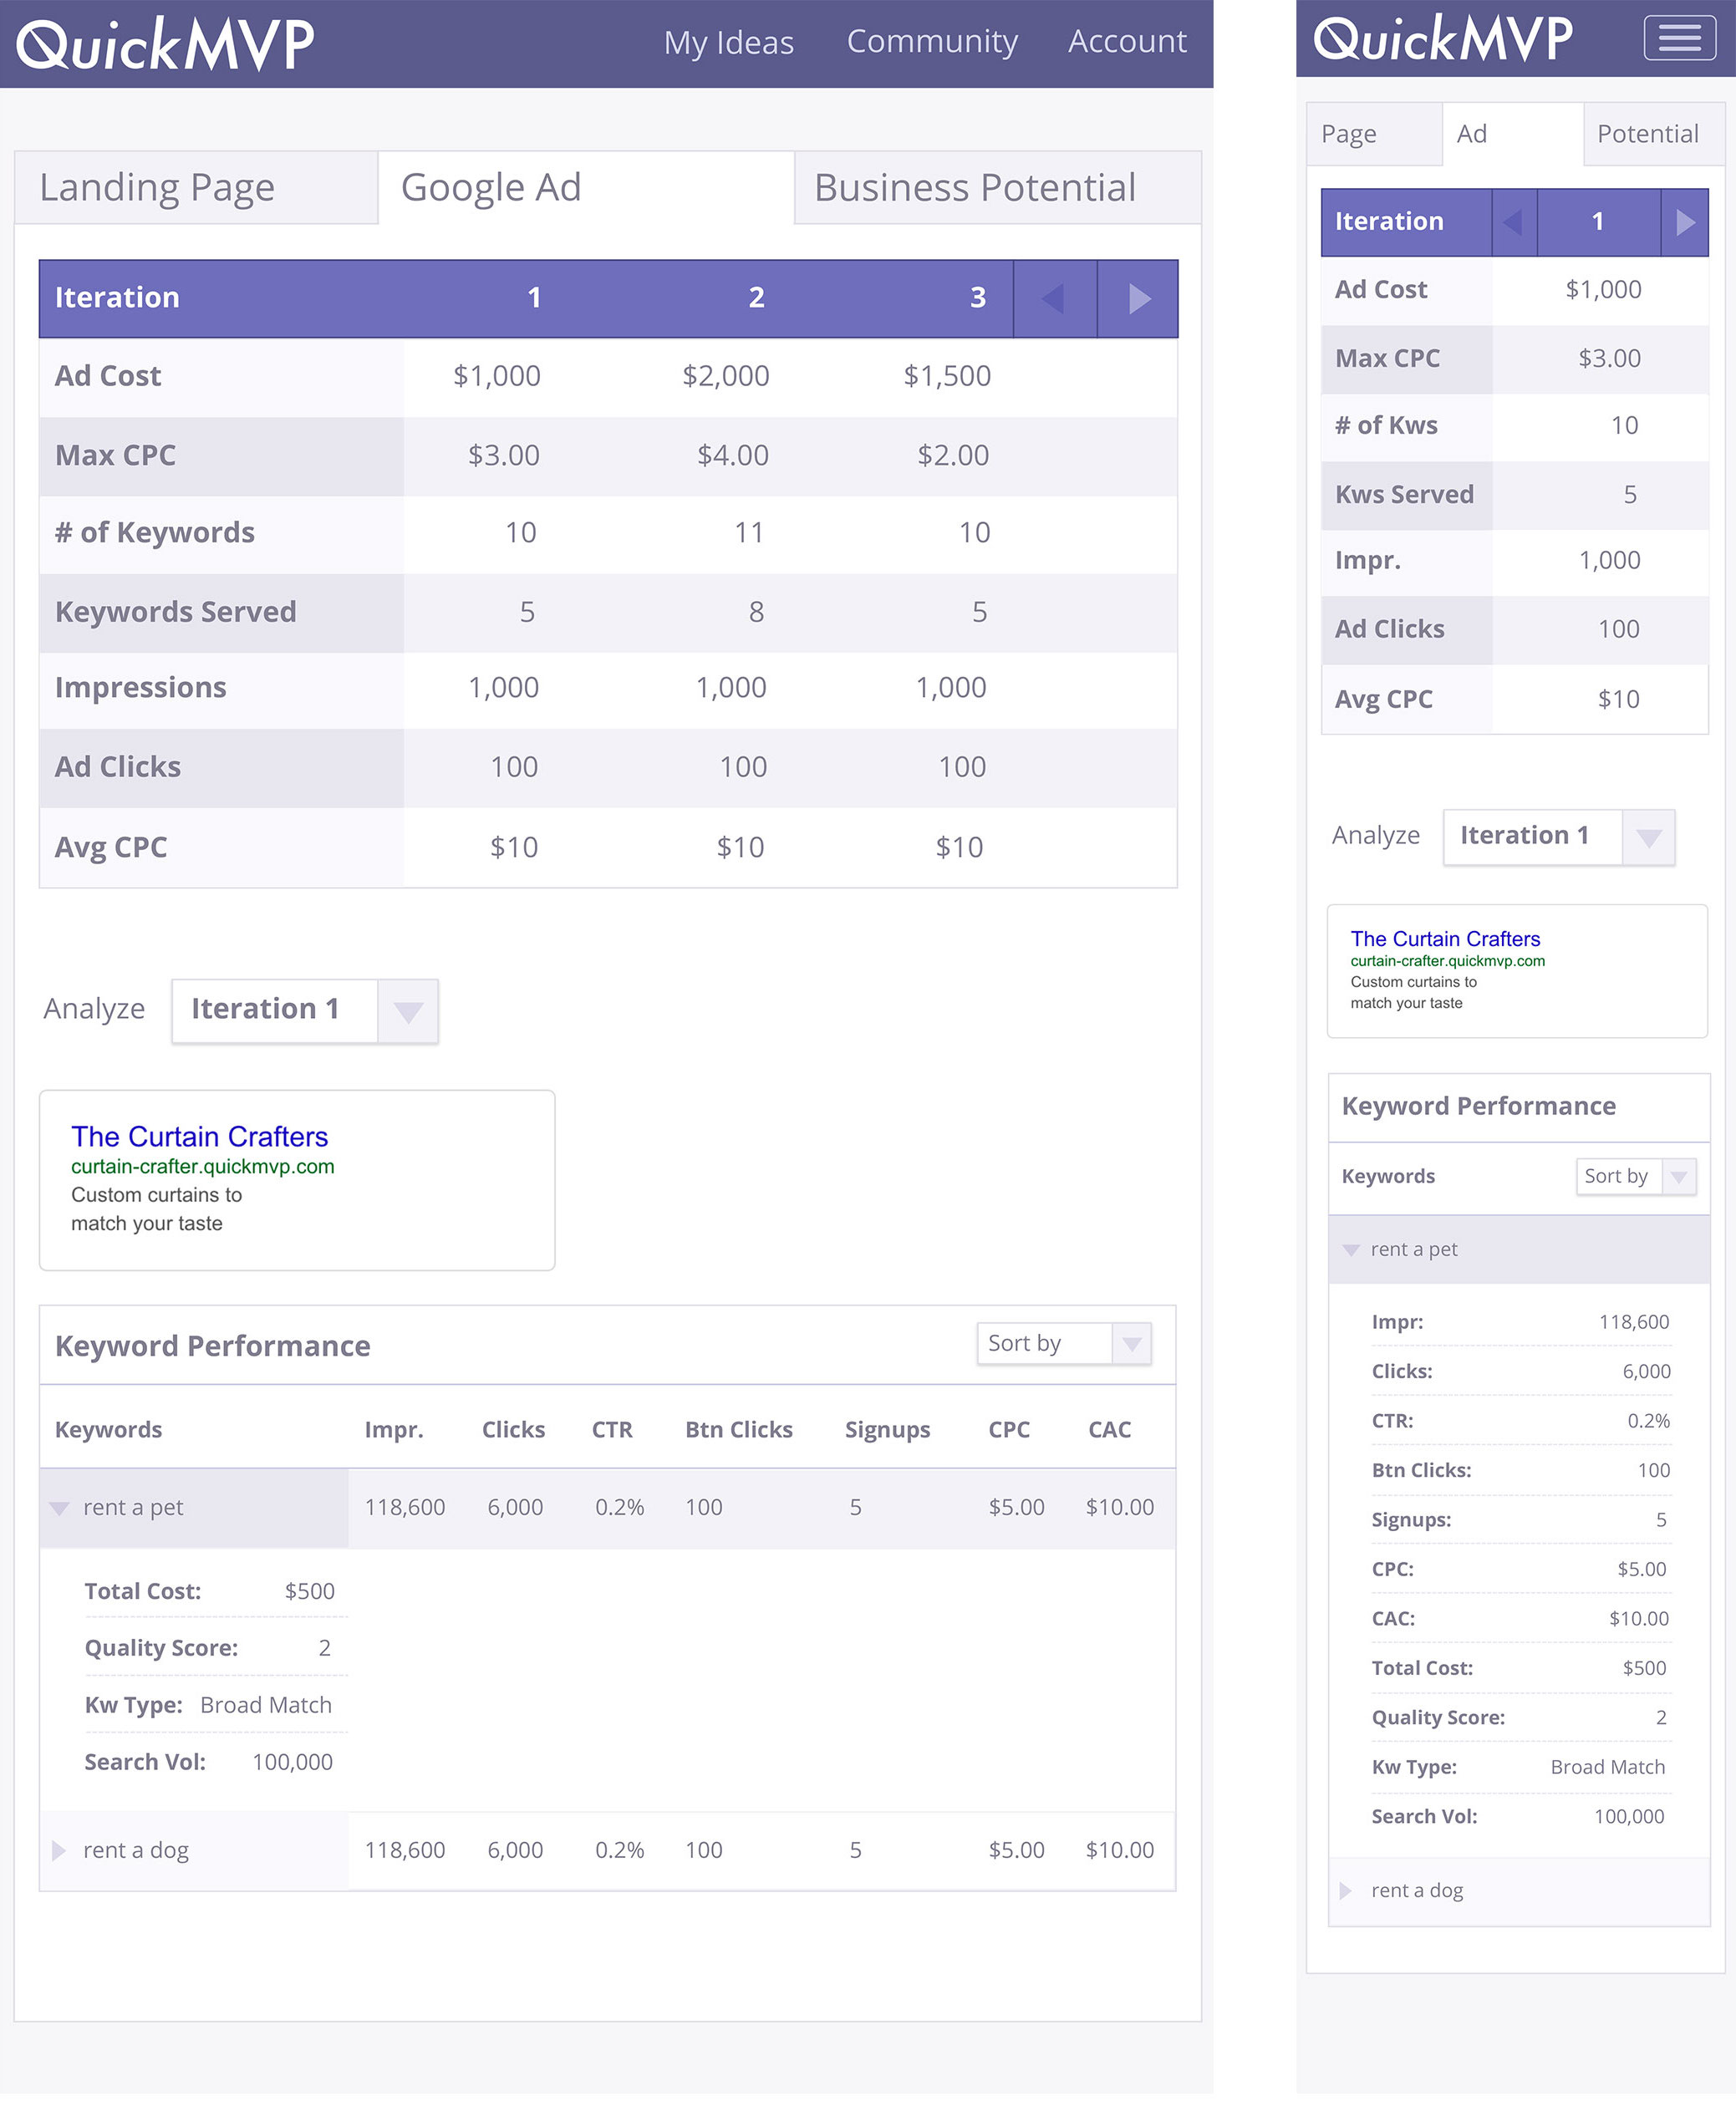 QuickMVP My Ideas Community Account
Landing Page Google Ad Business Potential
Iteration 1 2 3
Ad Cost $1,000 $2,000 $1,500
Max CPC $3.00 $4.00 $2.00
# of Keywords 10 11 10
Keywords Served 5 8 5
Impressions 1,000 1,000 1,000
Ad Clicks 100 100 100
Avg CPC $10 $10 $10
Analyze Iteration 1
The Curtain Crafters
curtain-crafter.quickmvp.com
Custom curtains to
match your taste
Keyword Performance Sort by
Keywords Impr. Clicks CTR Btn Clicks Signups CPC CAC
rent a pet 118,600 6,000 0.2% 100 5 $5.00 $10.00
Total Cost: $500
Quality Score: 2
Kw Type: Broad Match
Search Vol: 100,000
rent a dog 118,600 6,000 0.2% 100 5 $5.00 $10.00
QuickMVP
Page Ad Potential
Iteration 1
Ad Cost $1,000
Max CPC $3.00
# of Kws 10
Kws Served 5
Impr. 1,000
Ad Clicks 100
Avg CPC $10
Analyze Iteration 1
The Curtain Crafters
curtain-crafter.quickmvp.com
Custom curtains to
match your taste
Keyword Performance
Keywords Sort by
rent a pet
Impr: 118,600
Clicks: 6,000
CTR: 0.2%
Btn Clicks: 100
Signups: 5
CPC: $5.00
CAC: $10.00
Total Cost: $500
Quality Score: 2
Kw Type: Broad Match
Search Vol: 100,000
rent a dog